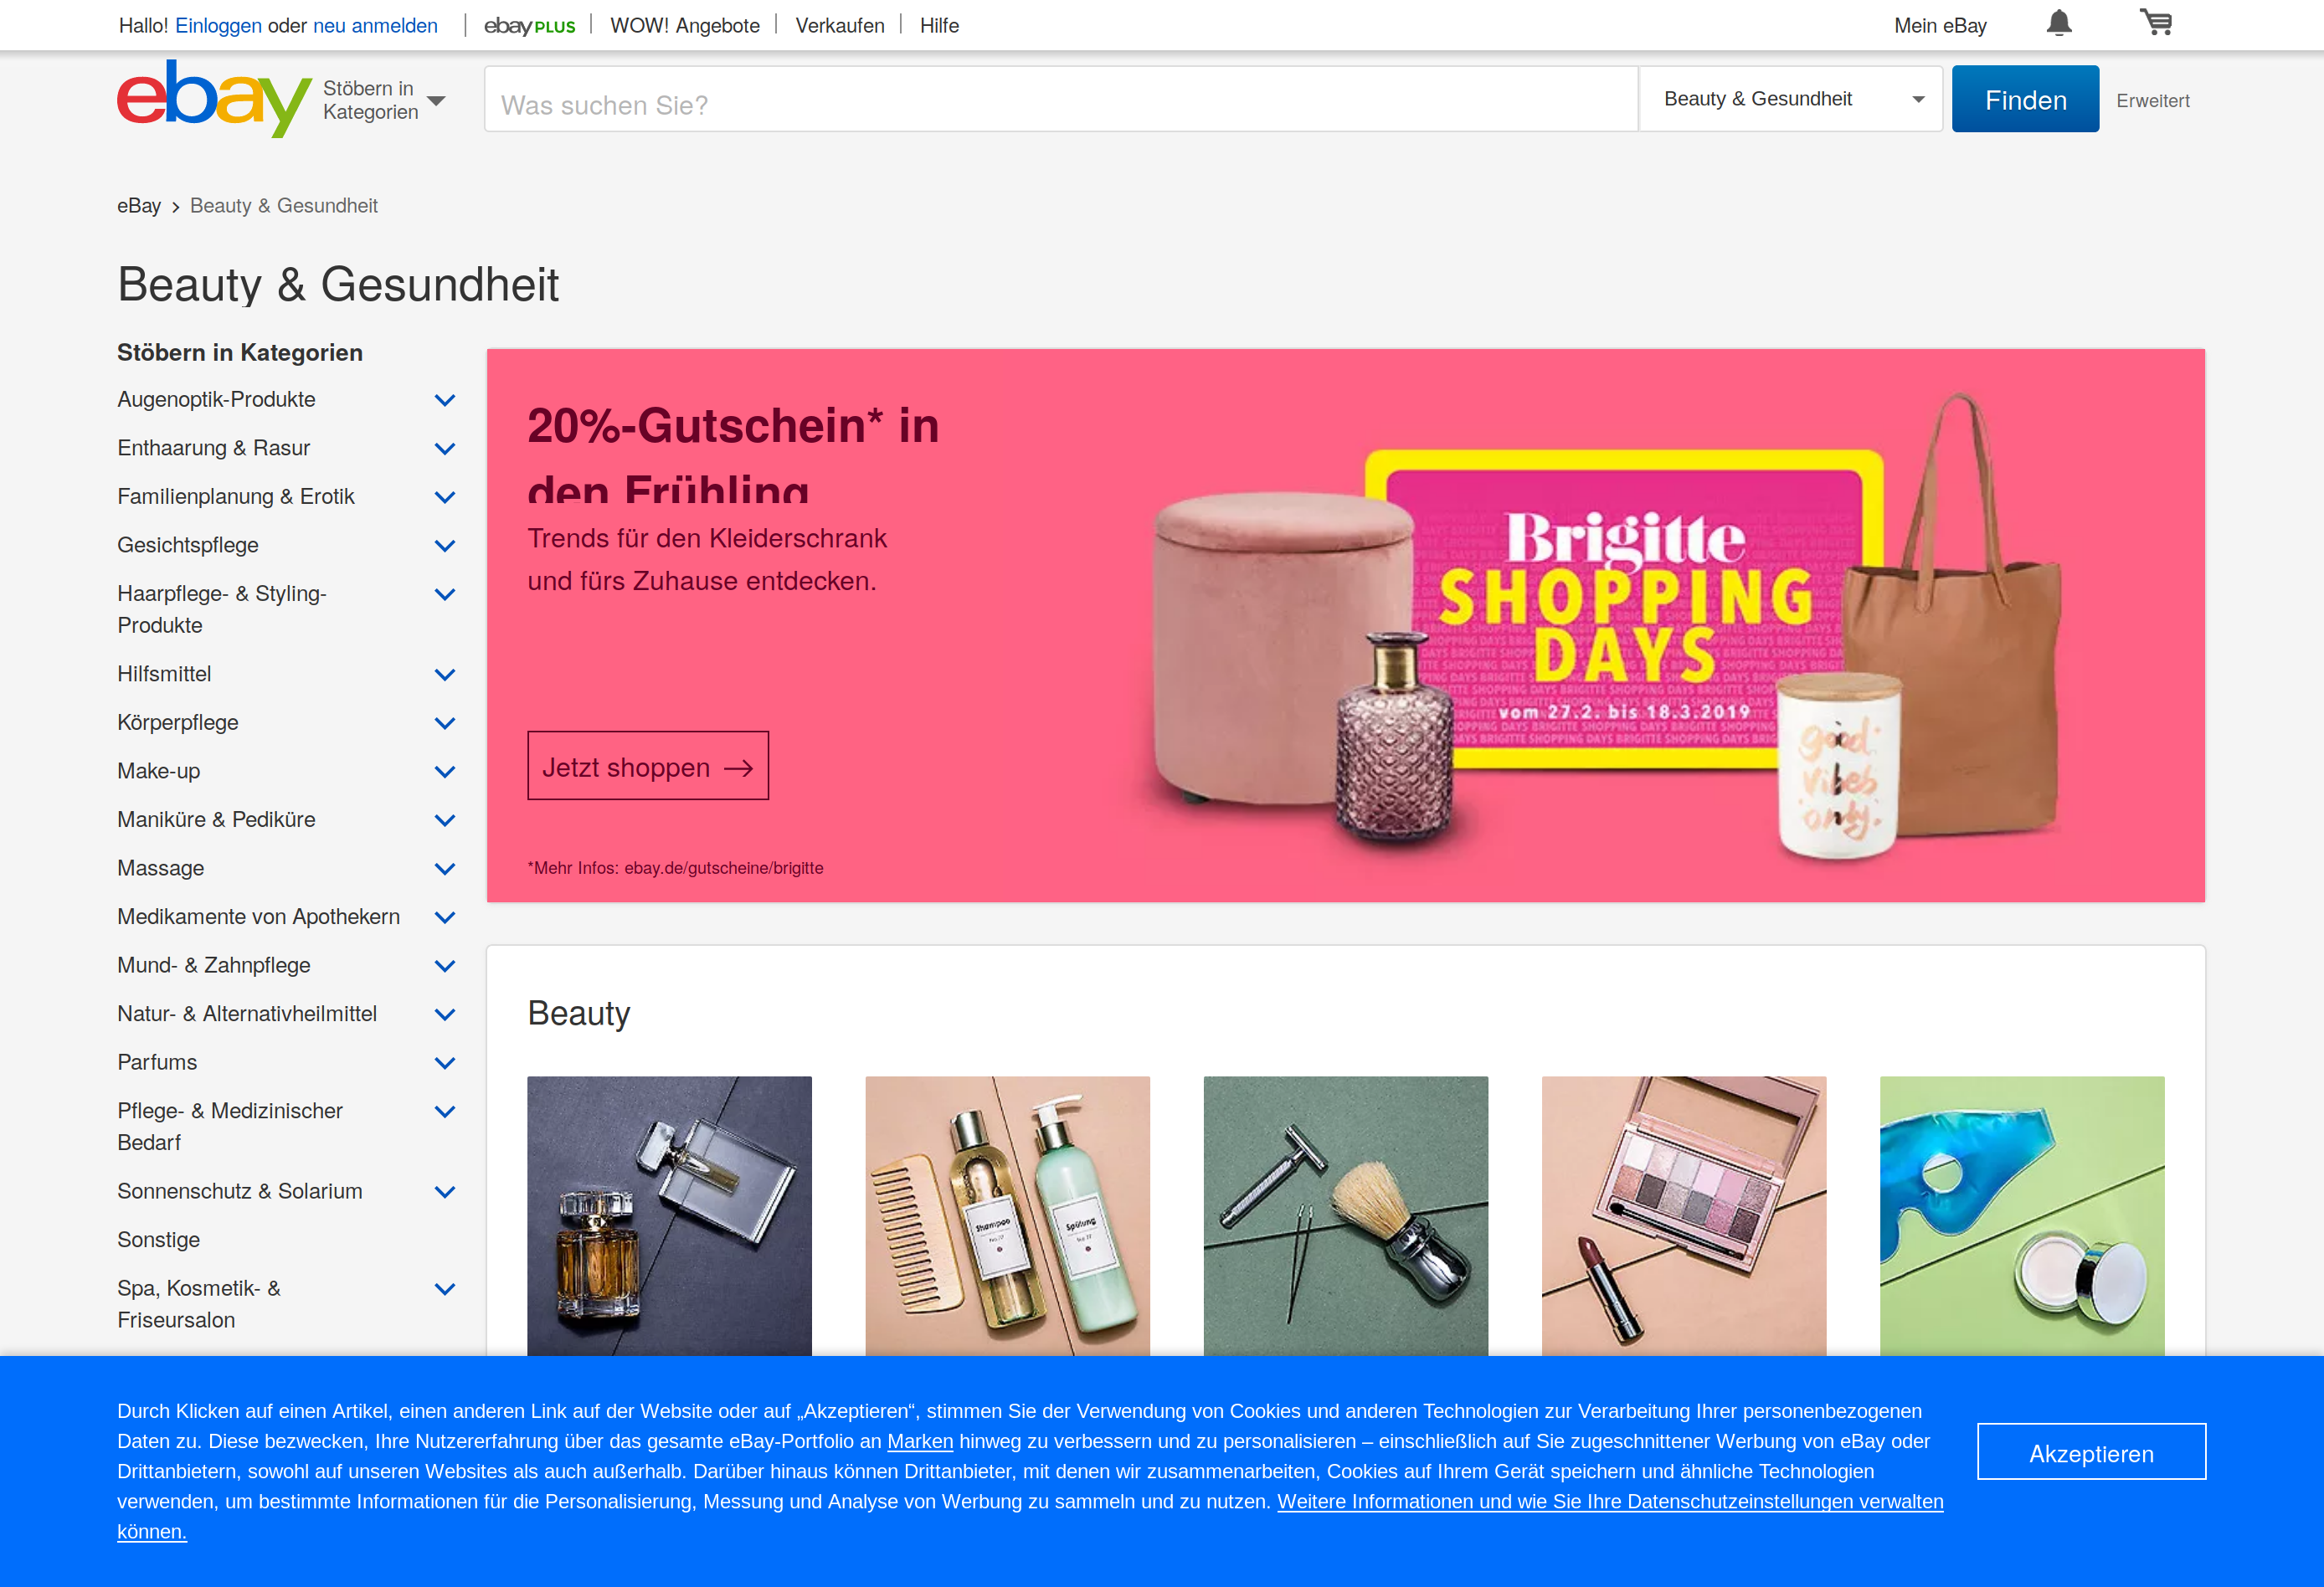 Hallo! Einloggen oder neu anmelden
ebay PLUS
WOW! Angebote
Verkaufen
Hilfe
Mein eBay
ebay
Stöbern in
Kategorien
Was suchen Sie?
Beauty & Gesundheit
Finden
Erweitert
eBay
Beauty & Gesundheit
Beauty & Gesundheit
Stöbern in Kategorien
Augenoptik-Produkte
Enthaarung & Rasur
Familienplanung & Erotik
Gesichtspflege
Haarpflege- & Styling-
Produkte
Hilfsmittel
Körperpflege
Make-up
Maniküre & Pediküre
Massage
Medikamente von Apothekern
Mund- & Zahnpflege
Natur- & Alternativheilmittel
Parfums
Pflege- & Medizinischer
Bedarf
Sonnenschutz & Solarium
Sonstige
Spa, Kosmetik- &
Friseursalon
20%-Gutschein* in
den Frühling
Trends für den Kleiderschrank
und fürs Zuhause entdecken.
Jetzt shoppen
*Mehr Infos: ebay.de/gutscheine/brigitte
Brigitte
SHOPPING
DAYS
vom 27.2. bis 18.3.2019
good
vibes
only.
Beauty
Shampoo
Spülung
Durch Klicken auf einen Artikel, einen anderen Link auf der Website oder auf „Akzeptieren“, stimmen Sie der Verwendung von Cookies und anderen Technologien zur Verarbeitung Ihrer personenbezogenen
Daten zu. Diese bezwecken, Ihre Nutzererfahrung über das gesamte eBay-Portfolio an Marken hinweg zu verbessern und zu personalisieren – einschließlich auf Sie zugeschnittener Werbung von eBay oder
Drittanbietern, sowohl auf unseren Websites als auch außerhalb. Darüber hinaus können Drittanbieter, mit denen wir zusammenarbeiten, Cookies auf Ihrem Gerät speichern und ähnliche Technologien
verwenden, um bestimmte Informationen für die Personalisierung, Messung und Analyse von Werbung zu sammeln und zu nutzen. Weitere Informationen und wie Sie Ihre Datenschutzeinstellungen verwalten
können.
Akzeptieren